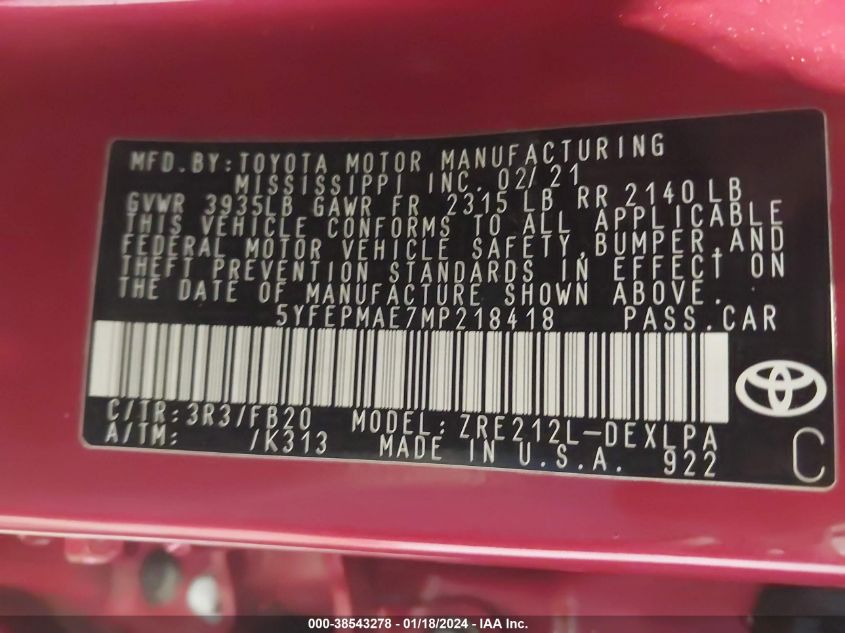 MFD.BY:TOYOTA MOTOR MANUFACTURING
MISSISSIPPI INC. 02/21
GVWR 3935LB GAWR FR 2315 LB RR 2140 LB
THIS VEHICLE CONFORMS TO ALL APPLICABLE
FEDERAL MOTOR VEHICLE SAFETY,BUMPER,AND
THEFT PREVENTION STANDARDS IN EFFECT ON
THE DATE OF MANUFACTURE SHOWN ABOVE.
5YFEPMAE7MP218418 PASS.CAR
C/TR:3R3/FB20 MODEL:ZRE212L-DEXLPA
A/TM: /K313 MADE IN U.S.A. 922
C
000-38543278 - 01/18/2024 - IAA Inc.